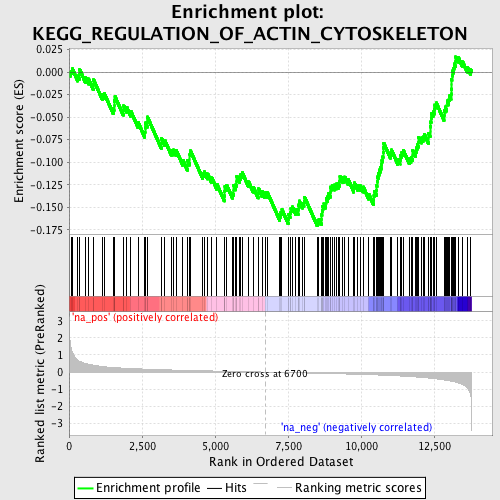 Enrichment plot:
KEGG_REGULATION_OF_ACTIN_CYTOSKELETON
Enrichment score (ES)
0.025
0.000
-0.025
-0.050
-0.075
-0.100
-0.125
-0.150
-0.175
'na_pos' (positively correlated)
Ranked list metric (PreRanked)
3
2
1
0
-1
-2
-3
Zero cross at 6700
'na_neg' (negatively correlated)
0
2,500
5,000
7,500
10,000
12,500
Rank in Ordered Dataset
Enrichment profile
Hits
Ranking metric scores